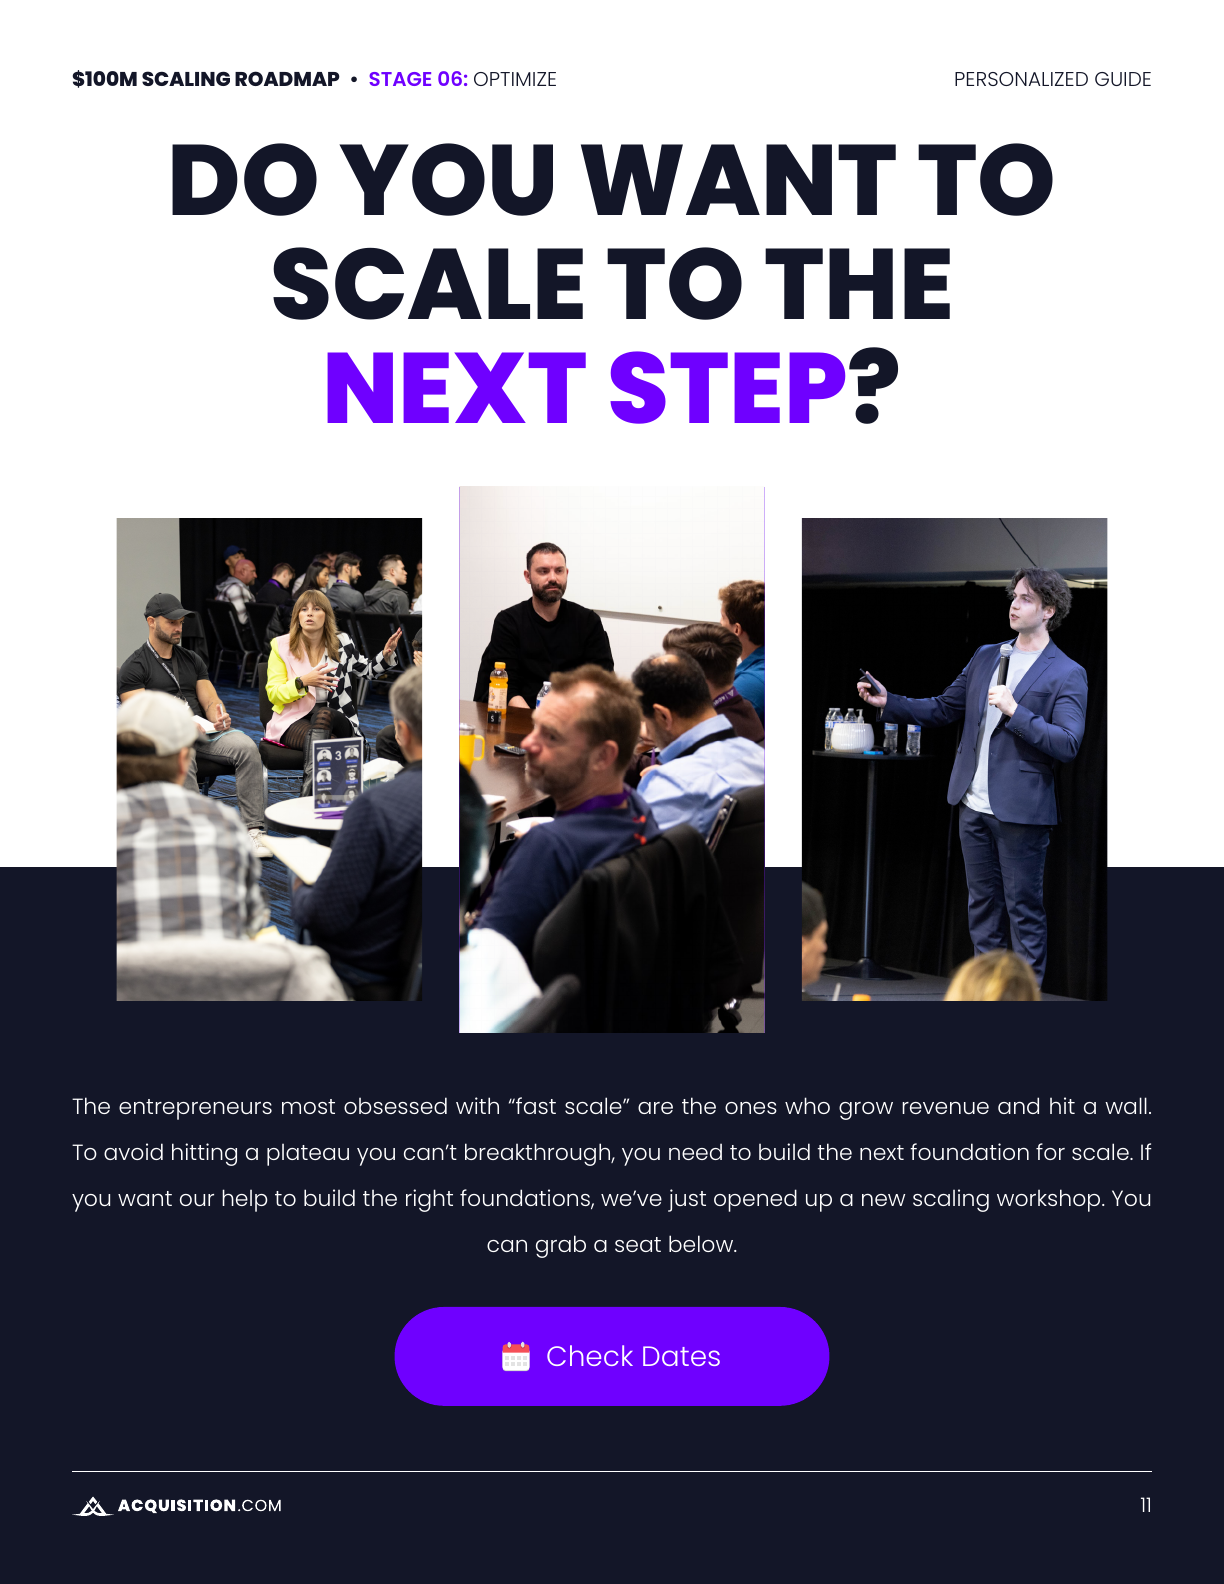 $100M SCALING ROADMAP • STAGE 06: OPTIMIZE
PERSONALIZED GUIDE
DO YOU WANT TO
SCALE TO THE
NEXT STEP?
3
The entrepreneurs most obsessed with “fast scale” are the ones who grow revenue and hit a wall.
To avoid hitting a plateau you can’t breakthrough, you need to build the next foundation for scale. If
you want our help to build the right foundations, we’ve just opened up a new scaling workshop. You
can grab a seat below.
Check Dates
ACQUISITION.COM
11